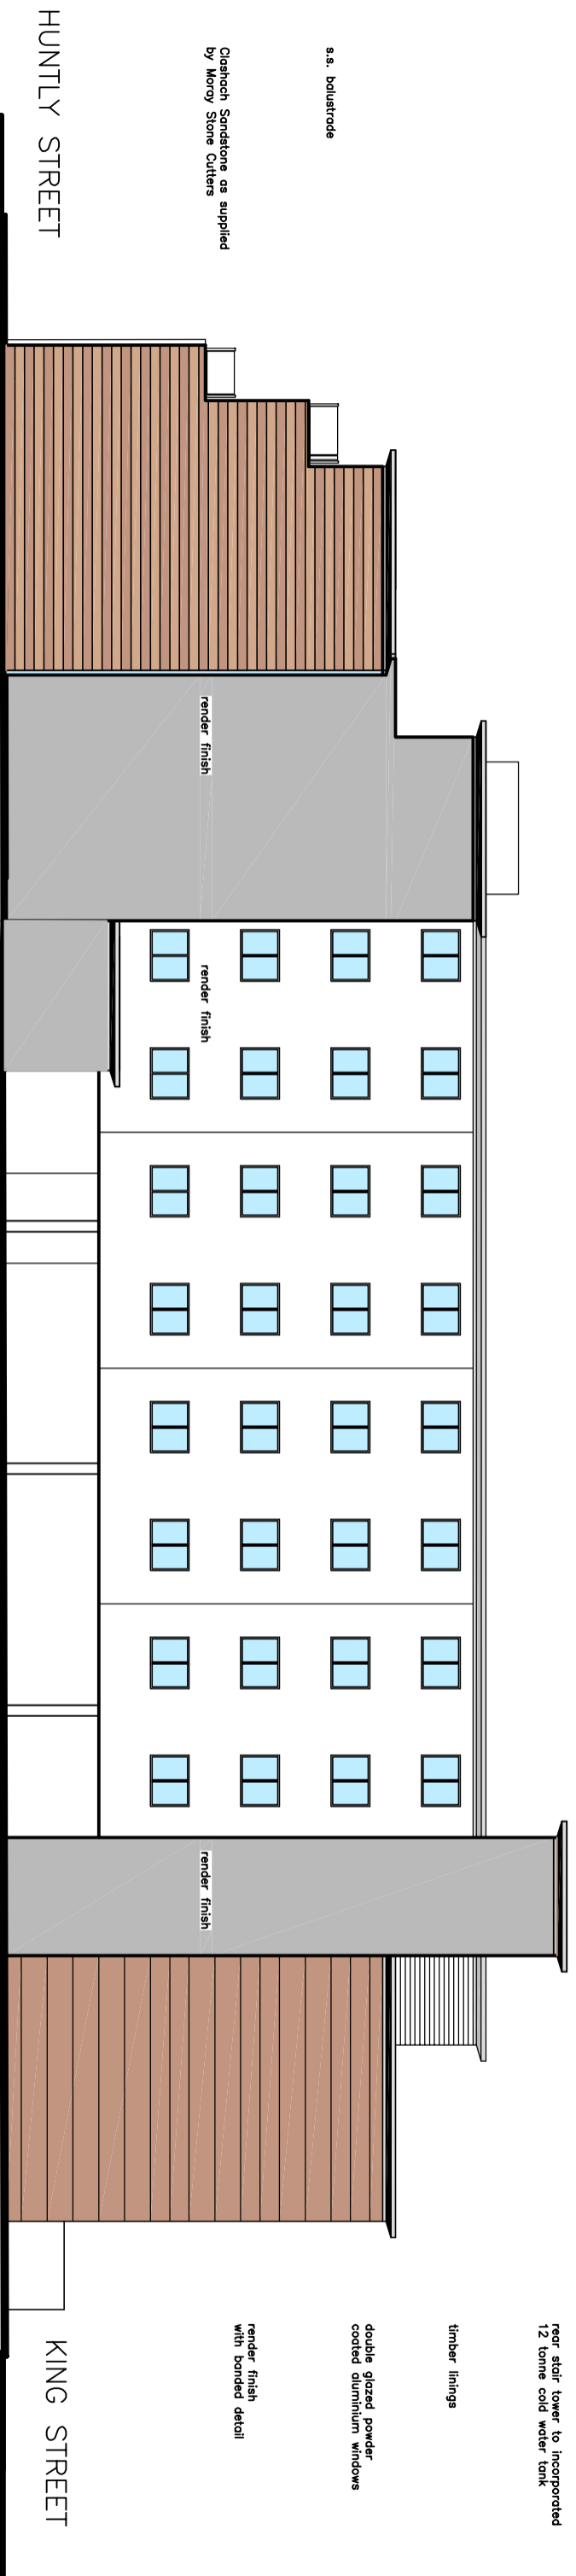 s.s. balustrade
Clashach Sandstone as supplied
by Moray Stone Cutters
HUNTLY STREET
render finish
render finish
render finish
rear stair tower to incorporated
12 tonne cold water tank
timber linings
double glazed powder
coated aluminium windows
render finish
with banded detail
KING STREET